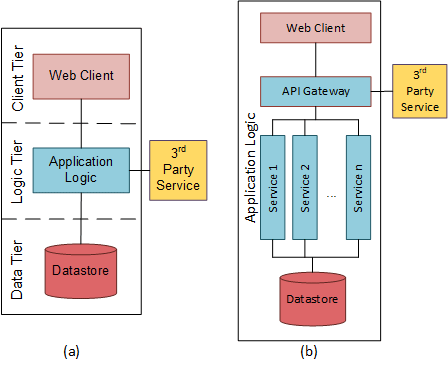 Client Tier
Web Client
Logic Tier
Application
Logic
3rd
Party
Service
Data Tier
Datastore
(a)
Web Client
API Gateway
3rd
Party
Service
Application Logic
Service 1
Service 2
...
Service n
Datastore
(b)